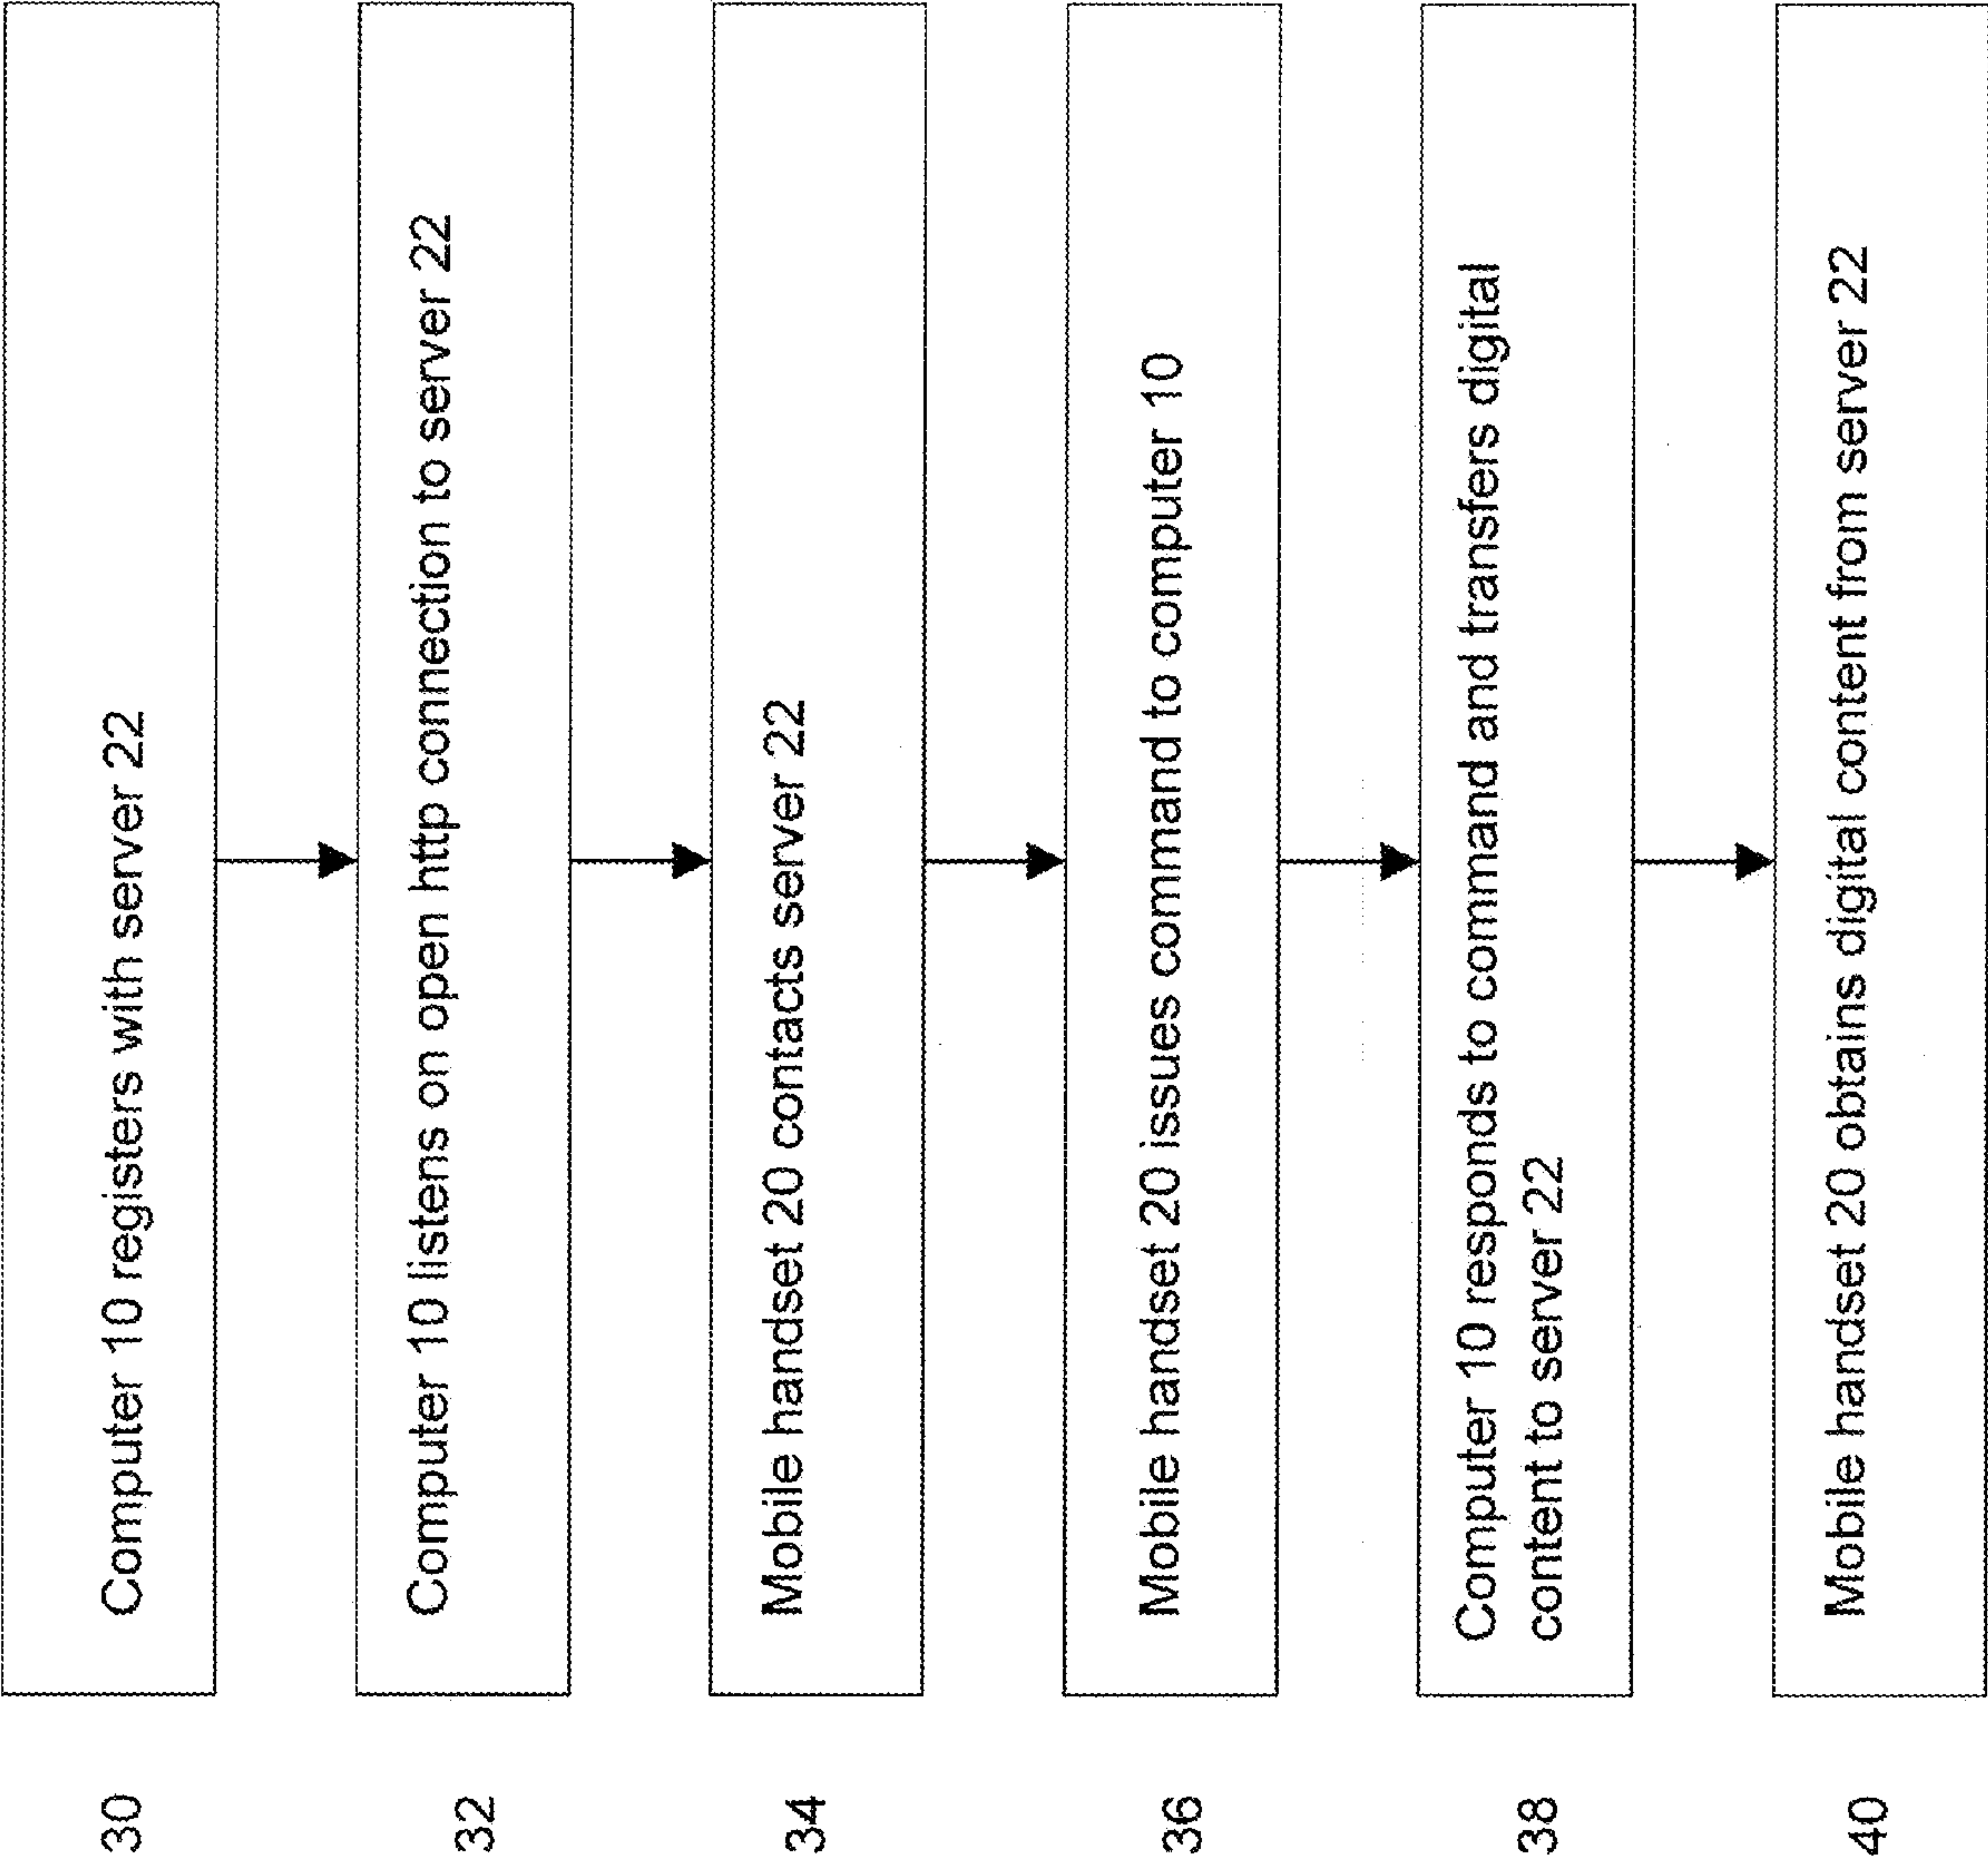 30 Computer 10 registers with server 22
32 Computer 10 listens on open http connection to server 22
34 Mobile handset 20 contacts server 22
36 Mobile handset 20 issues command to computer 10
38 Computer 10 responds to command and transfers digital
content to server 22
40 Mobile handset 20 obtains digital content from server 22